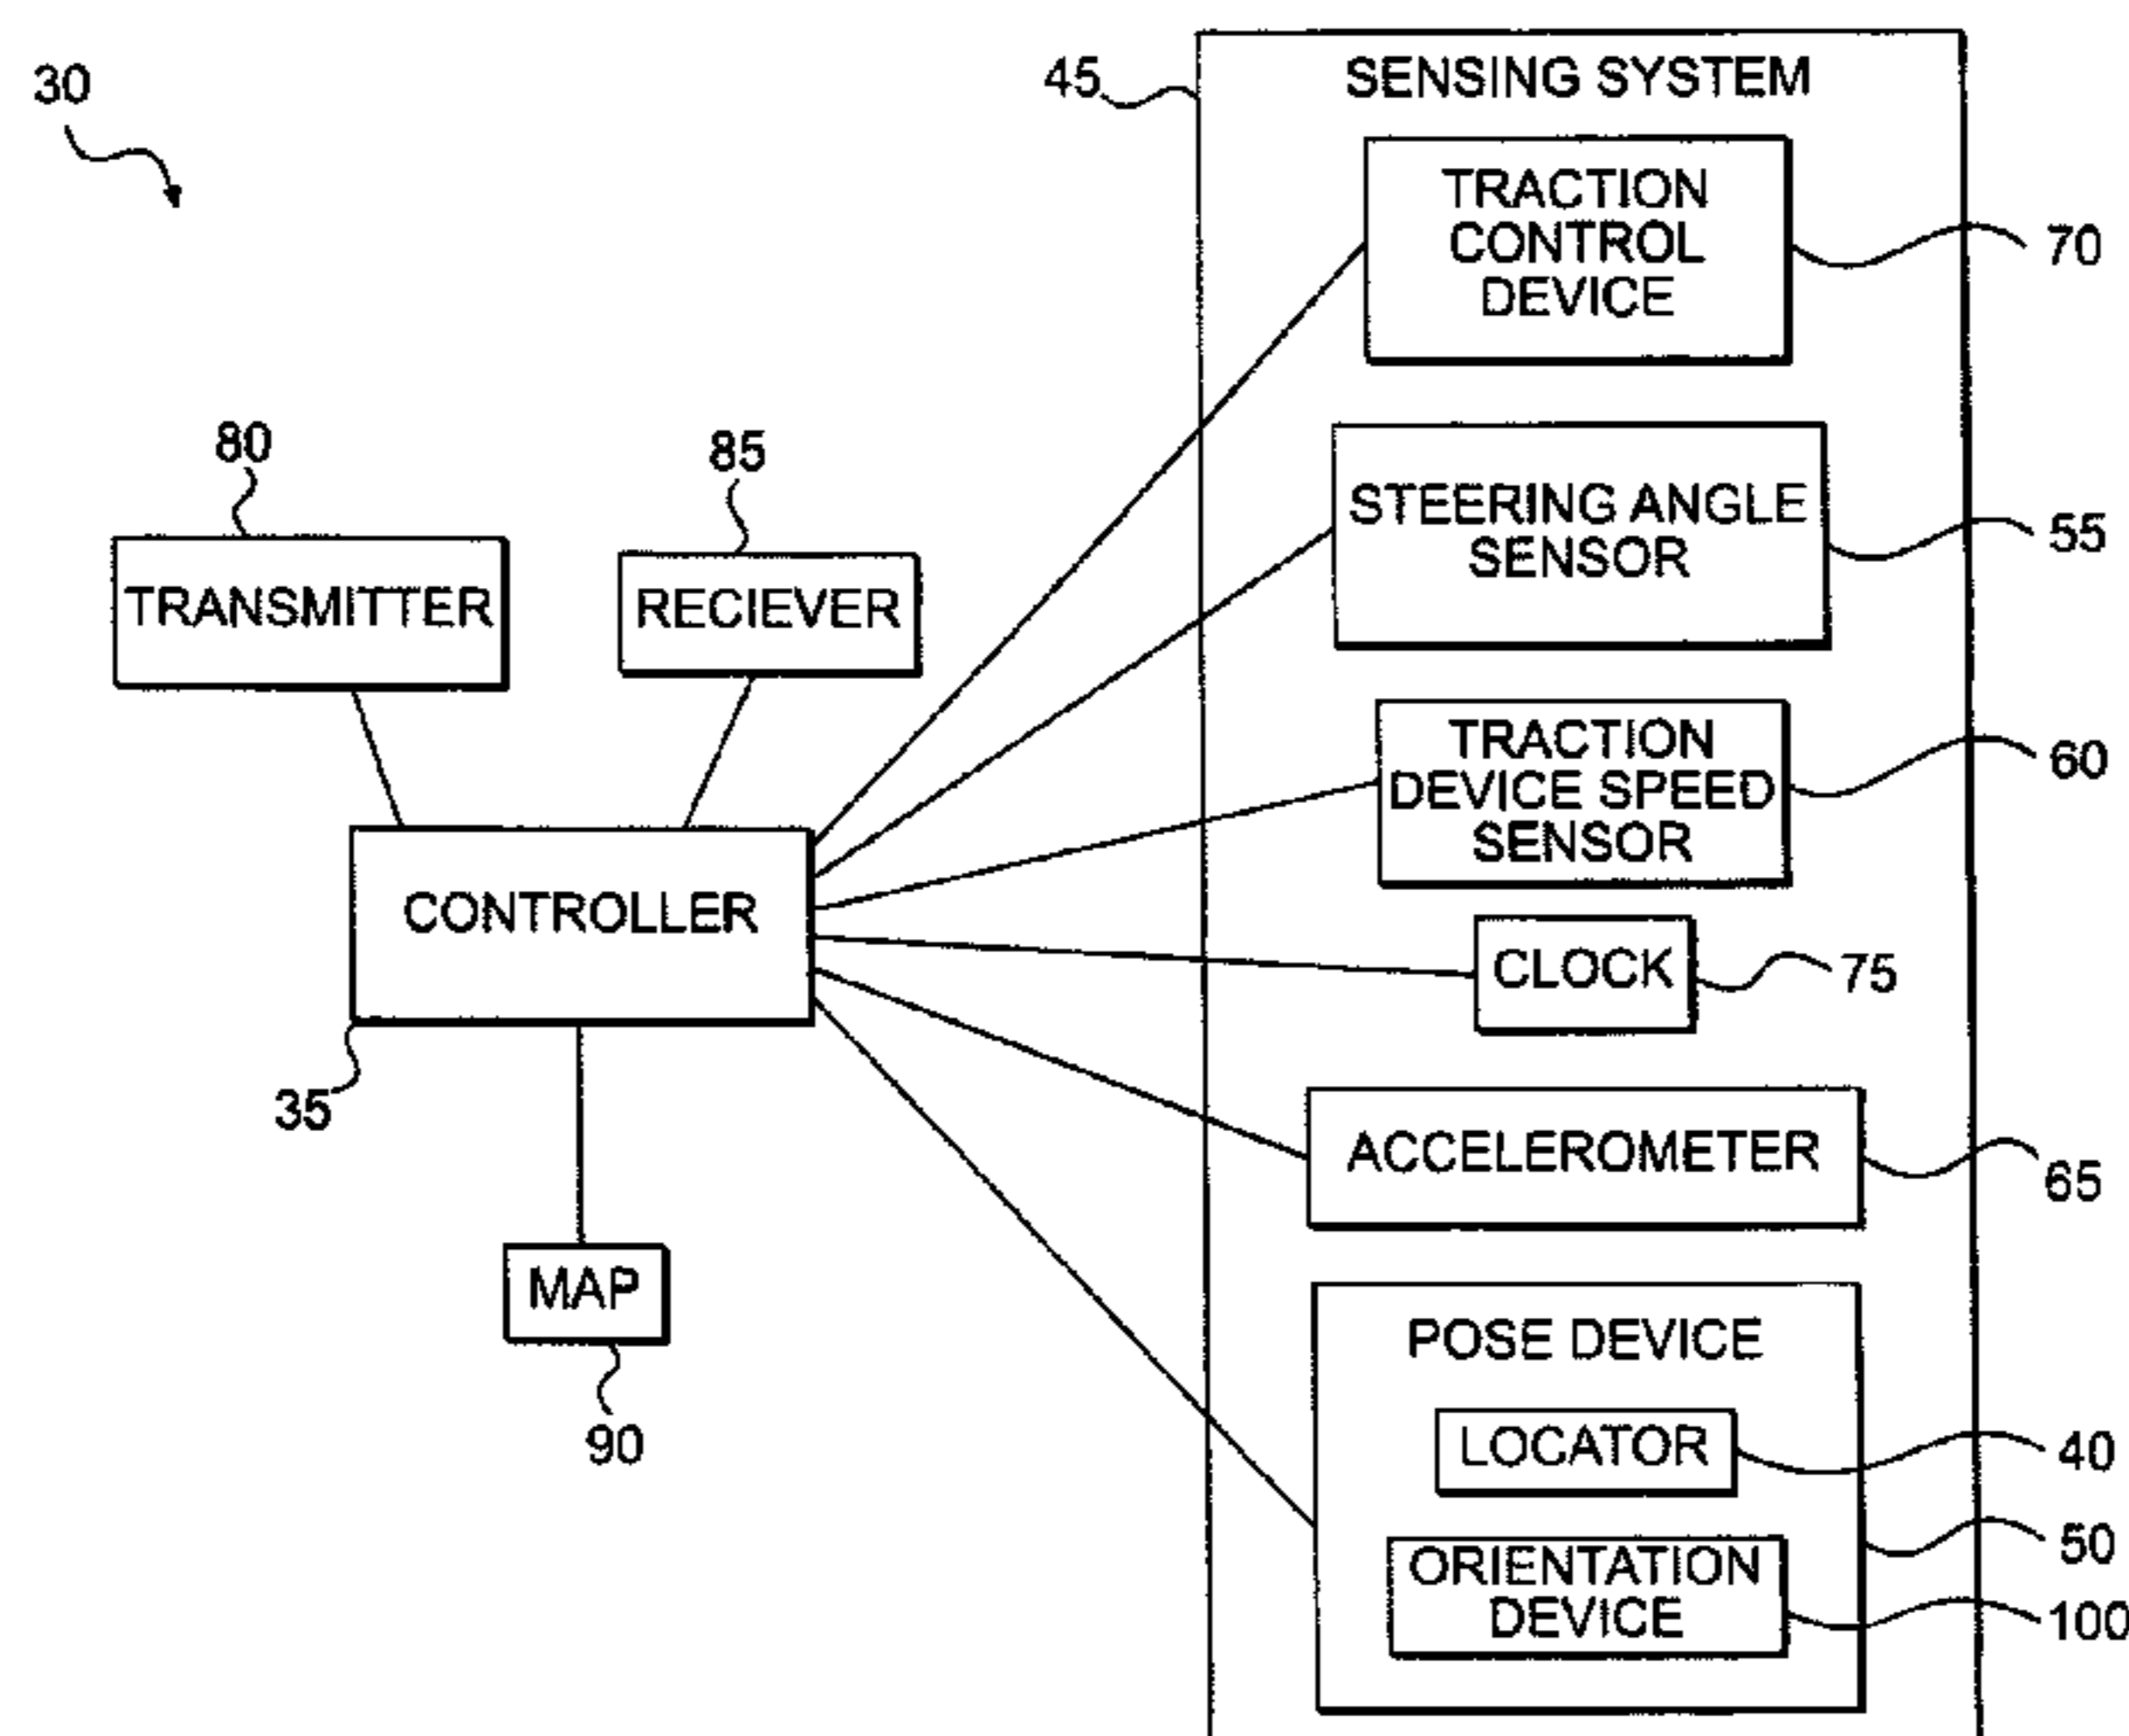 30
45
SENSING SYSTEM
TRACTION
CONTROL
DEVICE
70
80
85
STEERING ANGLE
SENSOR
55
TRANSMITTER
RECIEVER
TRACTION
DEVICE SPEED
SENSOR
60
CONTROLLER
CLOCK
75
35
ACCELEROMETER
65
MAP
90
POSE DEVICE
LOCATOR
40
50
ORIENTATION
DEVICE
100